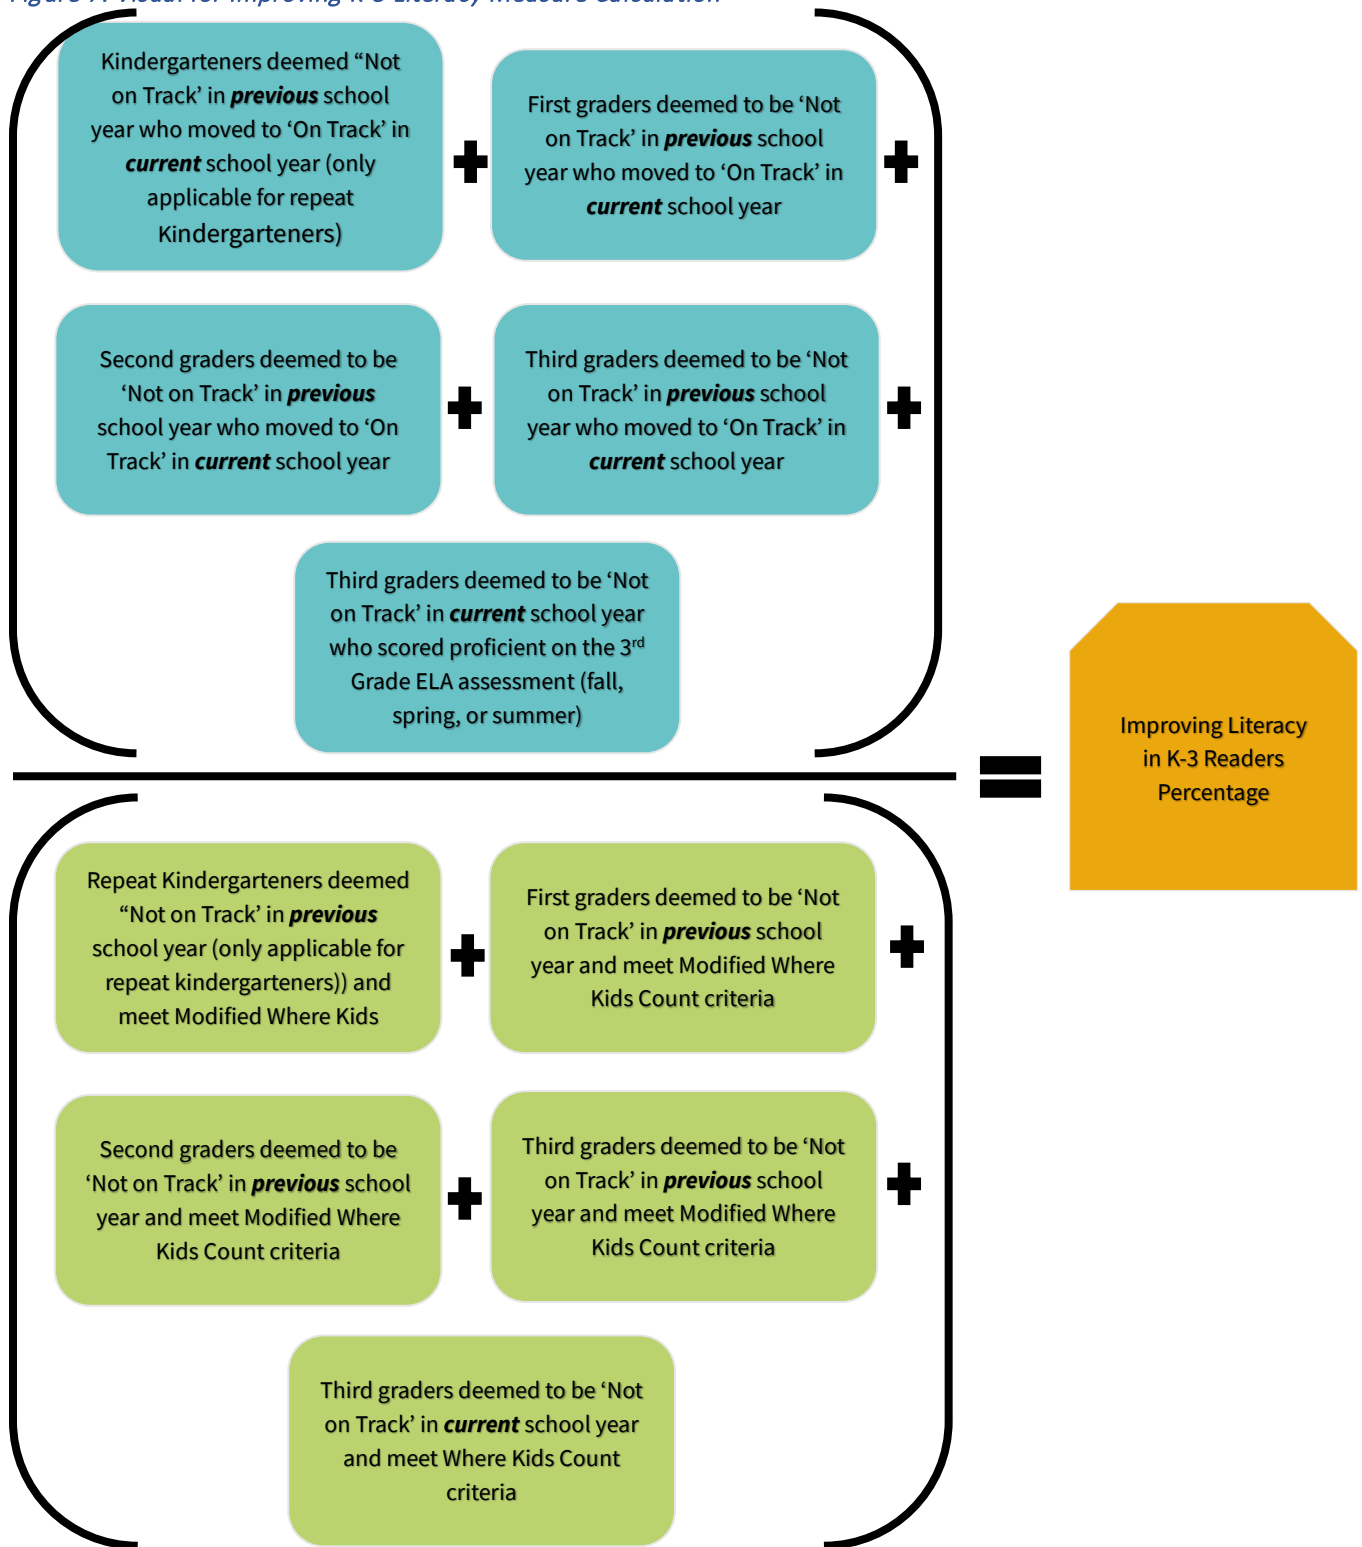 Figure 7: Visual for Improving K-3 Literacy Measure Calculation
Kindergarteners deemed “Not
on Track’ in previous school
year who moved to ‘On Track’ in
current school year (only
applicable for repeat
Kindergarteners)
First graders deemed to be ‘Not
on Track’ in previous school
year who moved to ‘On Track’ in
current school year
Second graders deemed to be
‘Not on Track’ in previous
school year who moved to ‘On
Track’ in current school year
Third graders deemed to be ‘Not
on Track’ in previous school
year who moved to ‘On Track’ in
current school year
Third graders deemed to be ‘Not
on Track’ in current school year
who scored proficient on the 3rd
Grade ELA assessment (fall,
spring, or summer)
Improving Literacy
in K-3 Readers
Percentage
Repeat Kindergarteners deemed
“Not on Track’ in previous
school year (only applicable for
repeat kindergarteners)) and
meet Modified Where Kids
First graders deemed to be ‘Not
on Track’ in previous school
year and meet Modified Where
Kids Count criteria
Second graders deemed to be
‘Not on Track’ in previous school
year and meet Modified Where
Kids Count criteria
Third graders deemed to be ‘Not
on Track’ in previous school
year and meet Modified Where
Kids Count criteria
Third graders deemed to be ‘Not
on Track’ in current school year
and meet Where Kids Count
criteria